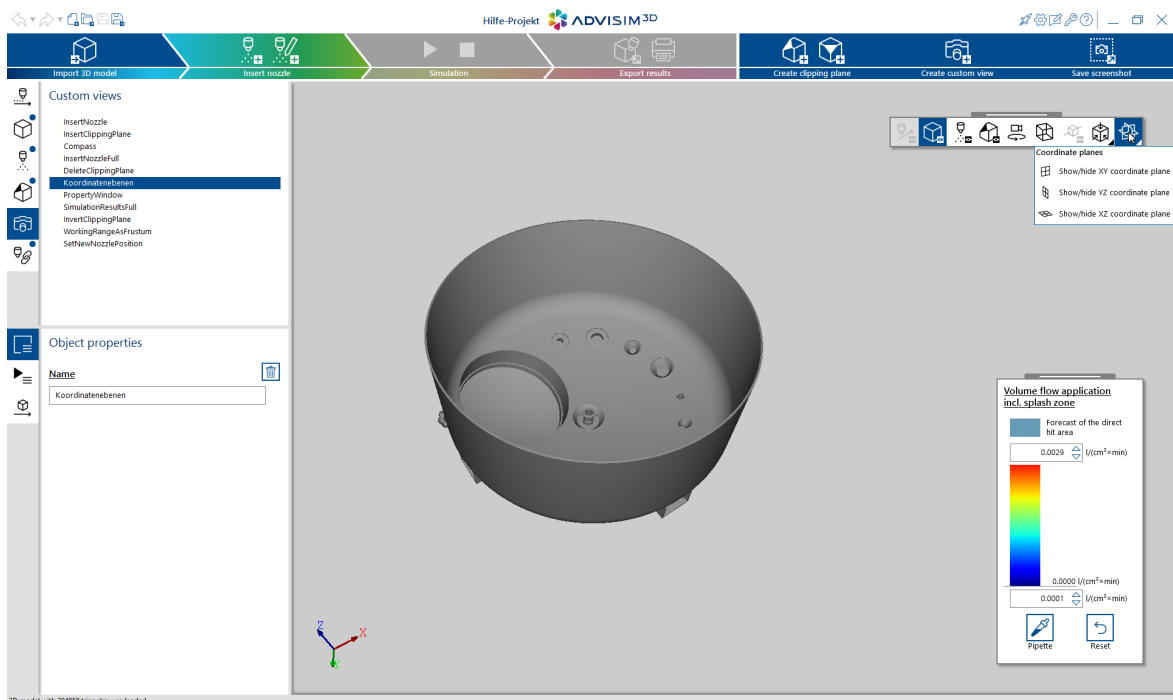 Hilfe-Projekt
ADVISIM3D
Import 3D model
Insert nozzle
Simulation
Export results
Create clipping plane
Create custom view
Save screenshot
Custom views
InsertNozzle
InsertClippingPlane
Compass
InsertNozzleFull
DeleteClippingPlane
Koordinatenebenen
PropertyWindow
SimulationResultsFull
InvertClippingPlane
WorkingRangeAsFrustum
SetNewNozzlePosition
Coordinate planes
Show/hide XY coordinate plane
Show/hide YZ coordinate plane
Show/hide XZ coordinate plane
Object properties
Name
Koordinatenebenen
Volume flow application
incl. splash zone
Forecast of the direct
hit area
0.0029 l/(cm²×min)
0.0000 l/(cm²×min)
0.0001 l/(cm²×min)
Pipette
Reset
Z
X
Y